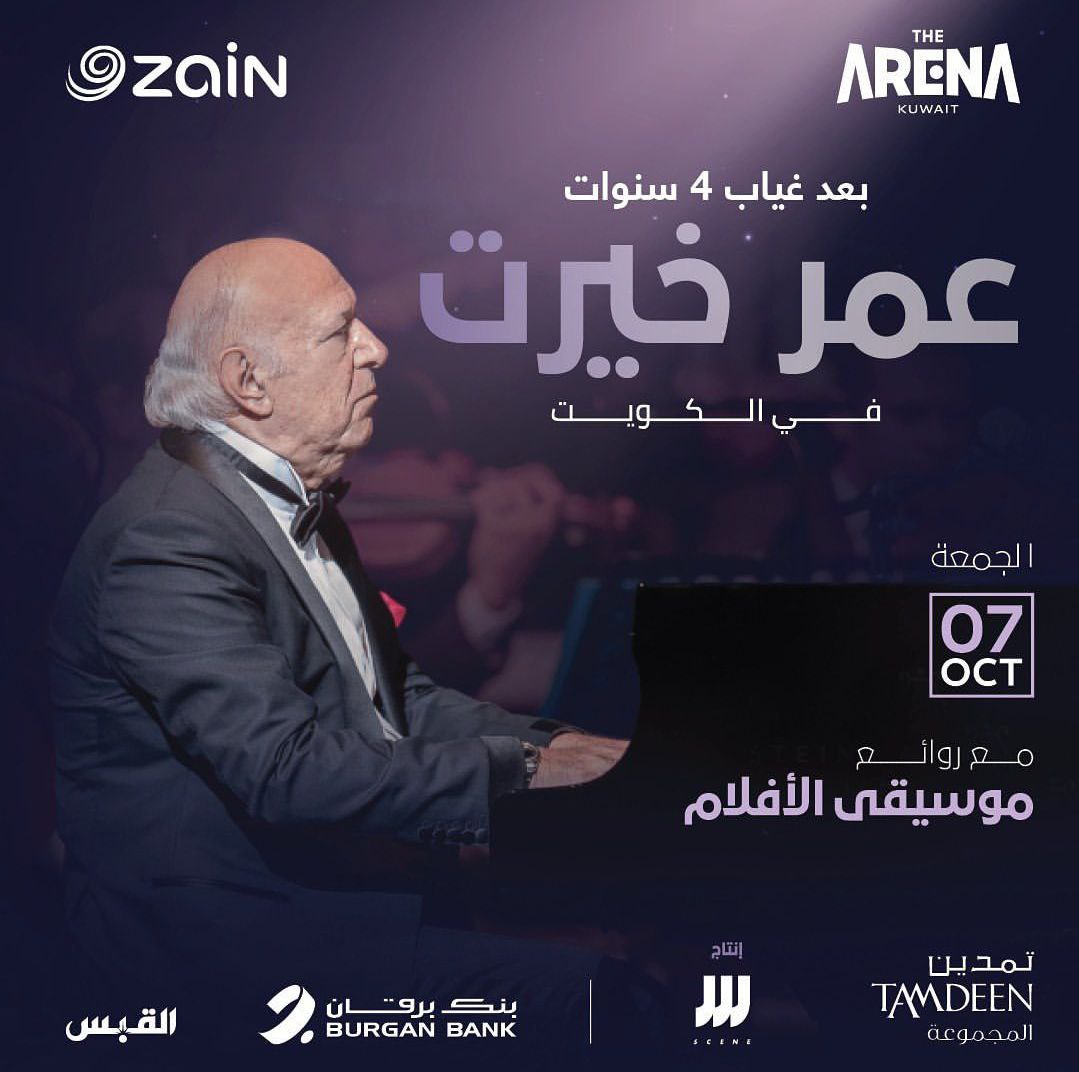 zain
THE
ARENA
KUWAIT
بعد غياب 4 سنوات
عمر خيرت
في الكويت
الجمعة
07
OCT
مع روائع
موسيقى الأفلام
إنتاج
SCENE
تمدين
TAMDEEN
المجموعة
بنك برقان
BURGAN BANK
القبس